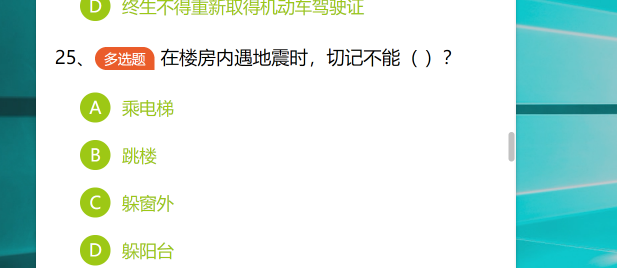 D 终生不得重新取得机动车驾驶证
25、多选题 在楼房内遇地震时，切记不能（ ）？
A 乘电梯
B 跳楼
C 躲窗外
D 躲阳台